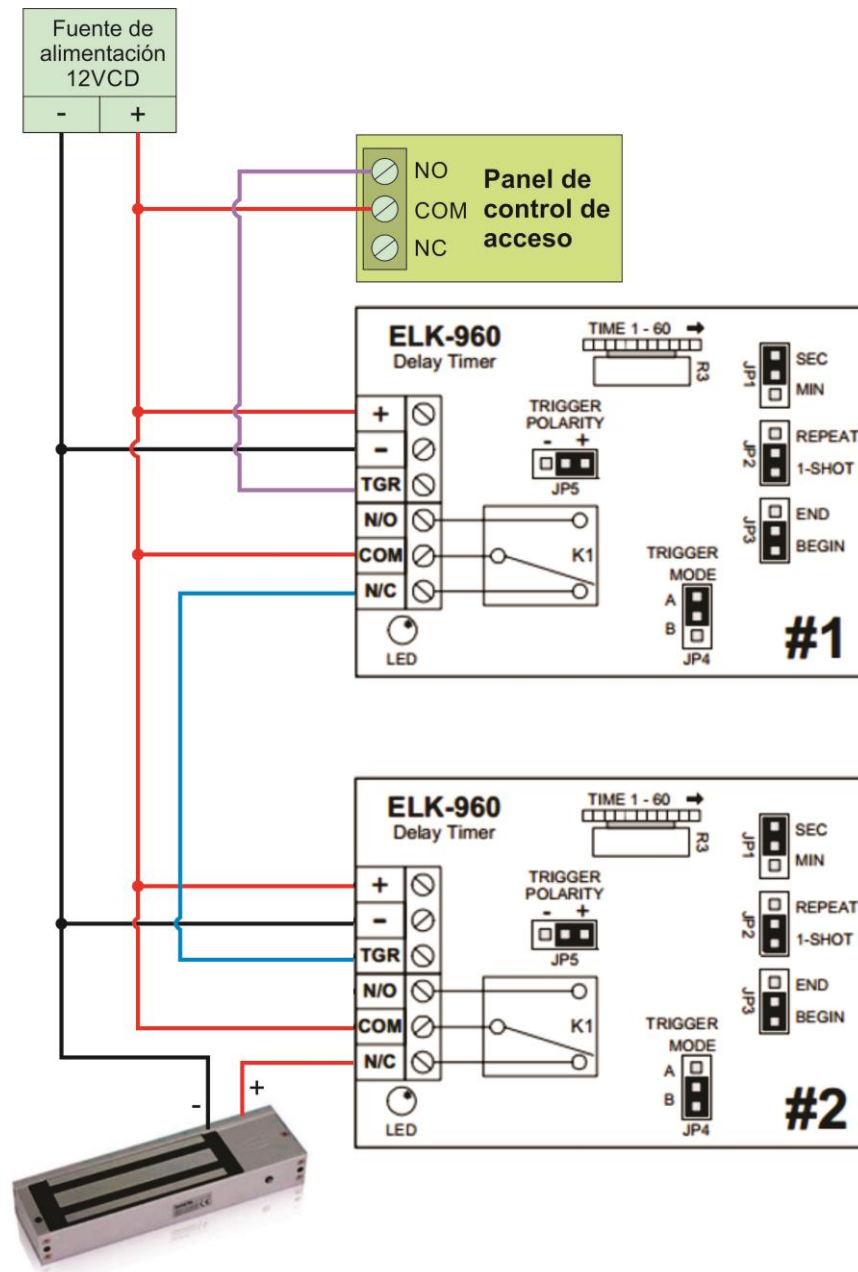 Fuente de
alimentación
12VCD
- +
NO
COM
NC
Panel de
control de
acceso
ELK-960
Delay Timer
TIME 1 - 60
R3
JP1
SEC
MIN
TRIGGER
POLARITY
- +
JP5
JP2
REPEAT
1-SHOT
JP3
END
BEGIN
+
-
TGR
N/O
COM
N/C
K1
TRIGGER
MODE
A
B
JP4
LED
#1
ELK-960
Delay Timer
TIME 1 - 60
R3
JP1
SEC
MIN
TRIGGER
POLARITY
- +
JP5
JP2
REPEAT
1-SHOT
JP3
END
BEGIN
+
-
TGR
N/O
COM
N/C
K1
TRIGGER
MODE
A
B
JP4
LED
#2
- +